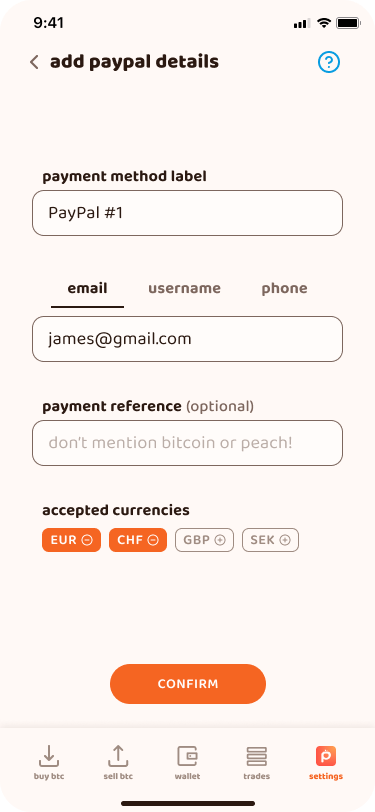 9:41
add paypal details
?
payment method label
PayPal #1
email username phone
james@gmail.com
payment reference (optional)
don't mention bitcoin or peach!
accepted currencies
EUR CHF GBP SEK
CONFIRM
buy btc sell btc wallet trades settings